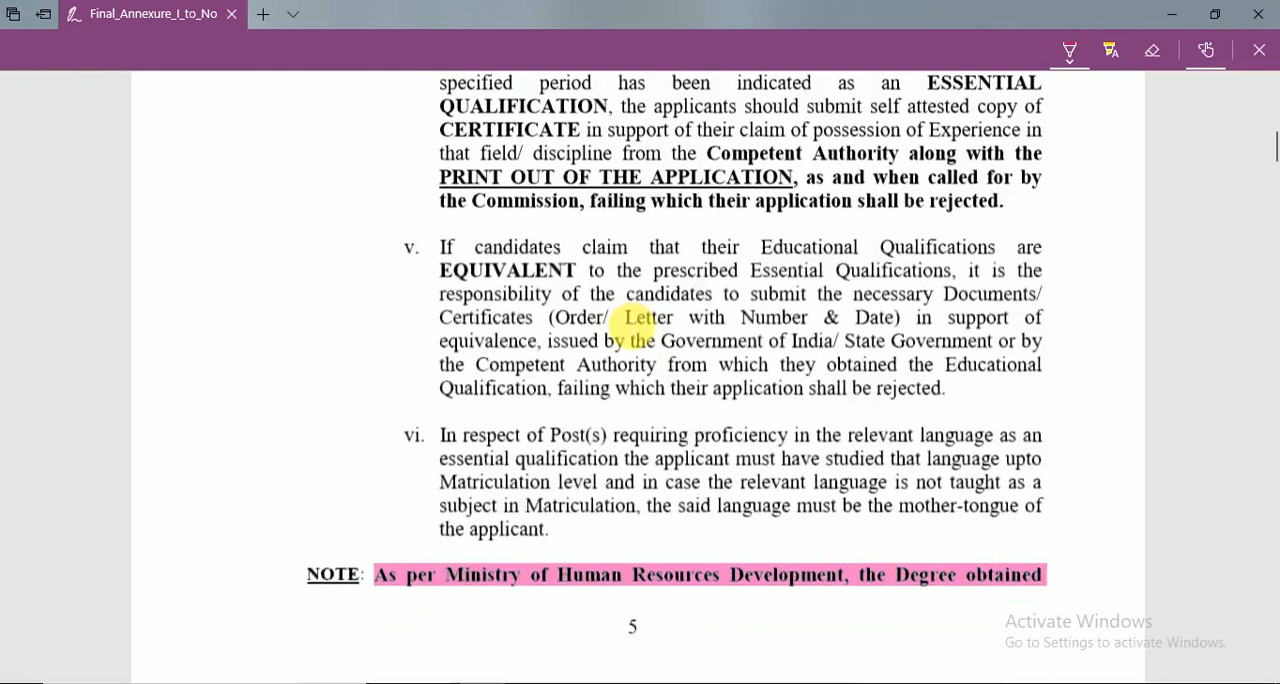 Final_Annexure_I_to_No
specified period has been indicated as an ESSENTIAL
QUALIFICATION, the applicants should submit self attested copy of
CERTIFICATE in support of their claim of possession of Experience in
that field/ discipline from the Competent Authority along with the
PRINT OUT OF THE APPLICATION, as and when called for by
the Commission, failing which their application shall be rejected.
v. If candidates claim that their Educational Qualifications are
EQUIVALENT to the prescribed Essential Qualifications, it is the
responsibility of the candidates to submit the necessary Documents/
Certificates (Order/ Letter with Number & Date) in support of
equivalence, issued by the Government of India/ State Government or by
the Competent Authority from which they obtained the Educational
Qualification, failing which their application shall be rejected.
vi. In respect of Post(s) requiring proficiency in the relevant language as an
essential qualification the applicant must have studied that language upto
Matriculation level and in case the relevant language is not taught as a
subject in Matriculation, the said language must be the mother-tongue of
the applicant.
NOTE: As per Ministry of Human Resources Development, the Degree obtained
5
Activate Windows
Go to Settings to activate Windows.